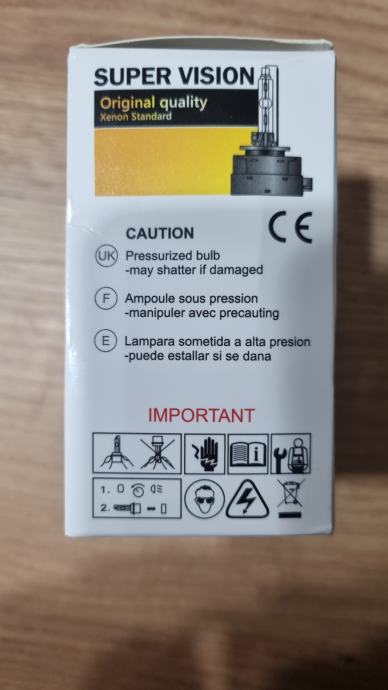 SUPER VISION
Original quality
Xenon Standard
CE
CAUTION
UK Pressurized bulb
-may shatter if damaged
F Ampoule sous pression
-manipuler avec precauting
E Lampara sometida a alta presion
-puede estallar si se dana
IMPORTANT
i
1. 0
2.